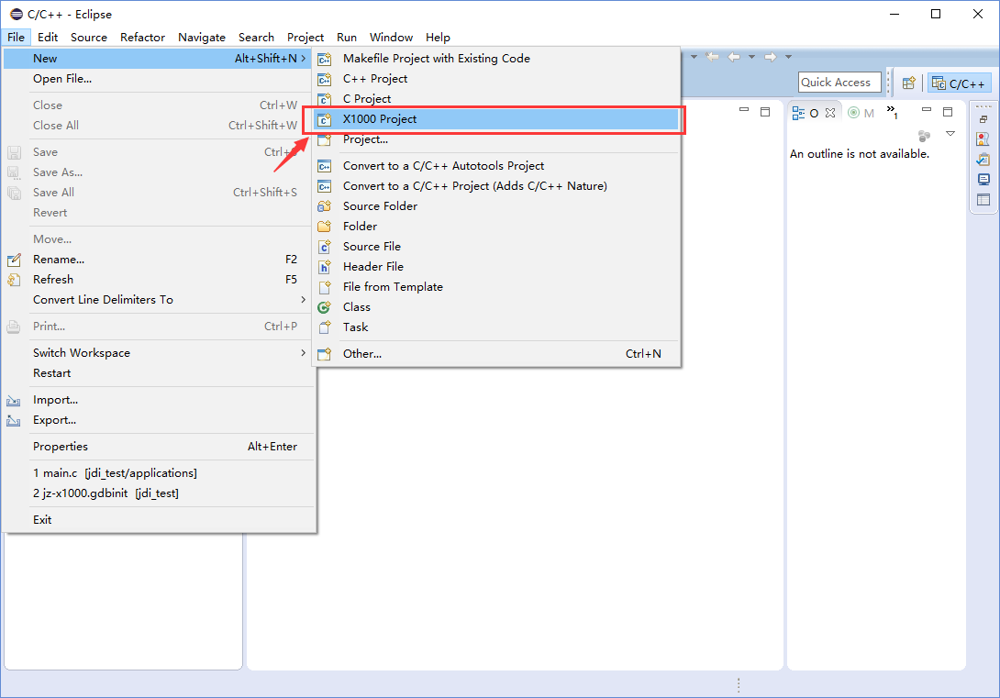 C/C++ - Eclipse
File Edit Source Refactor Navigate Search Project Run Window Help
New Alt+Shift+N
Open File...
Close Ctrl+W
Close All Ctrl+Shift+W
Save Ctrl+
Save As...
Save All Ctrl+Shift+S
Revert
Move...
Rename... F2
Refresh F5
Convert Line Delimiters To
Print... Ctrl+P
Switch Workspace
Restart
Import...
Export...
Properties Alt+Enter
1 main.c [jdi_test/applications]
2 jz-x1000.gdbinit [jdi_test]
Exit
Makefile Project with Existing Code
C++ Project
C Project
X1000 Project
Project...
Convert to a C/C++ Autotools Project
Convert to a C/C++ Project (Adds C/C++ Nature)
Source Folder
Folder
Source File
Header File
File from Template
Class
Task
Other... Ctrl+N
Quick Access
C/C++
O M 1
An outline is not available.